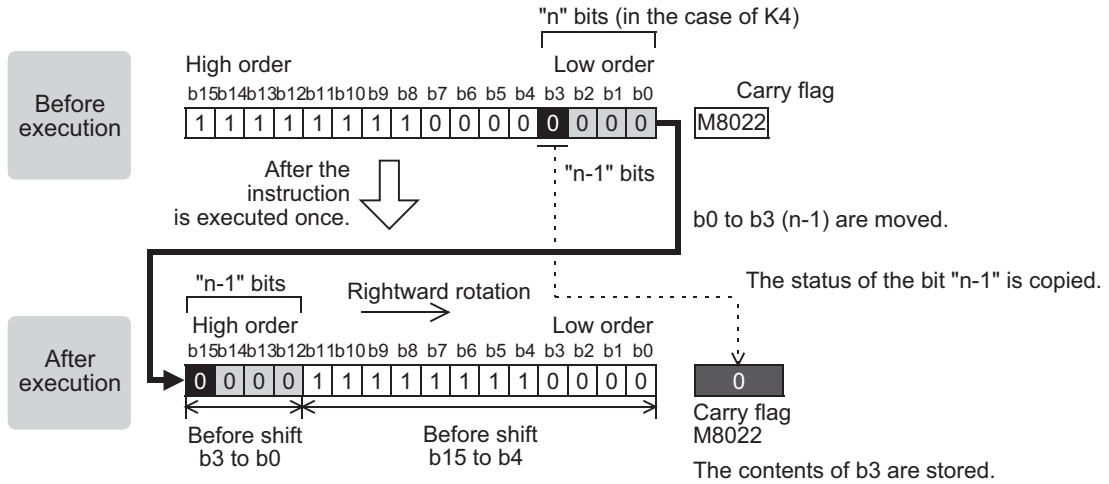 "n" bits (in the case of K4)
High order
Low order
b15b14b13b12b11b10b9 b8 b7 b6 b5 b4 b3 b2 b1 b0
Carry flag
Before
execution
1 1 1 1 1 1 1 1 0 0 0 0 0 0 0 0
M8022
After the
instruction
is executed once.
"n-1" bits
b0 to b3 (n-1) are moved.
"n-1" bits
Rightward rotation
The status of the bit "n-1" is copied.
High order
Low order
b15b14b13b12b11b10b9 b8 b7 b6 b5 b4 b3 b2 b1 b0
After
execution
0 0 0 0 1 1 1 1 1 1 1 1 0 0 0 0
0
Carry flag
M8022
Before shift
b3 to b0
Before shift
b15 to b4
The contents of b3 are stored.